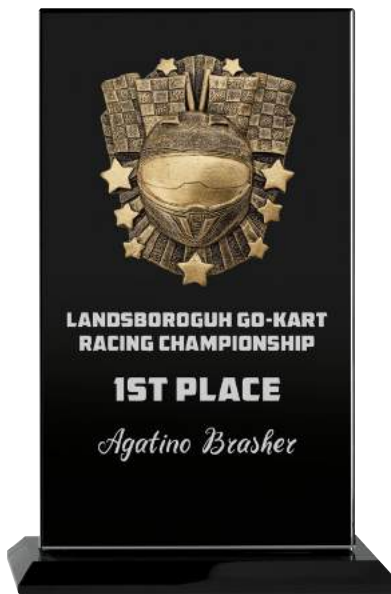 LANDSBOROGUH GO-KART
RACING CHAMPIONSHIP
1ST PLACE
Agatino Brasher